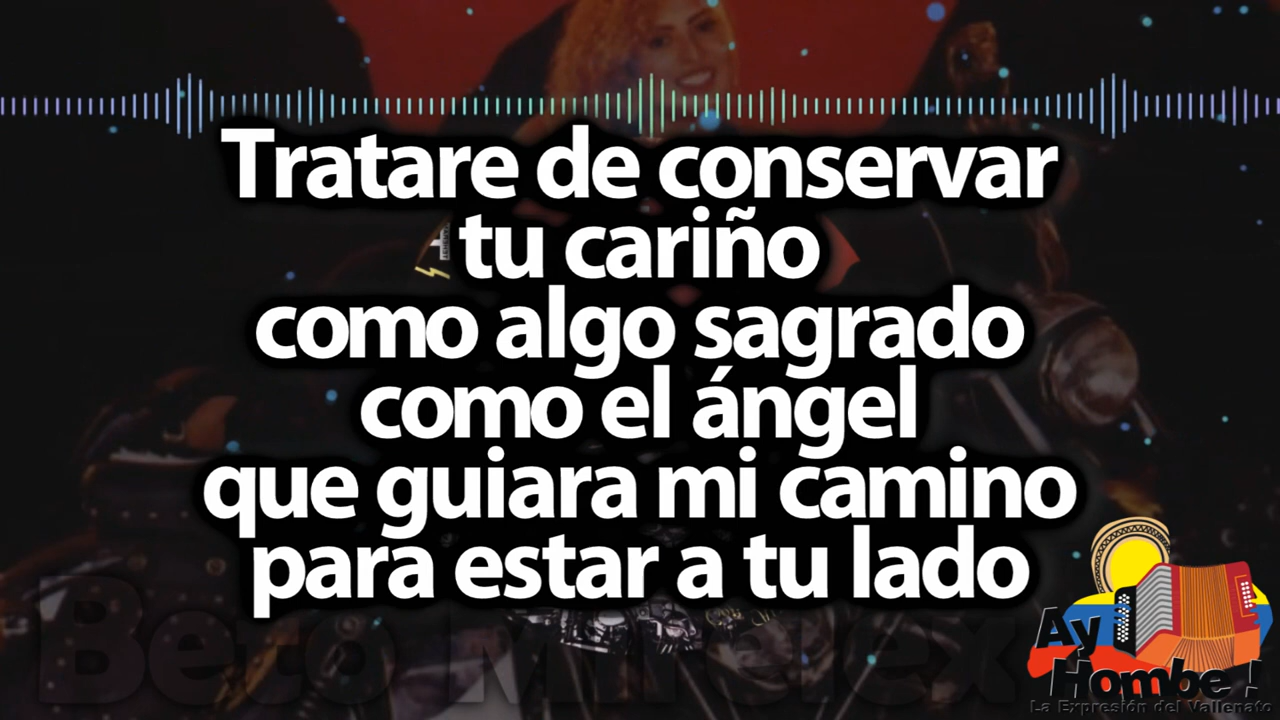 Tratare de conservar
tu cariño
como algo sagrado
como el ángel
que guiara mi camino
para estar a tu lado
Ay
Hombe !
La Expresión del Vallenato